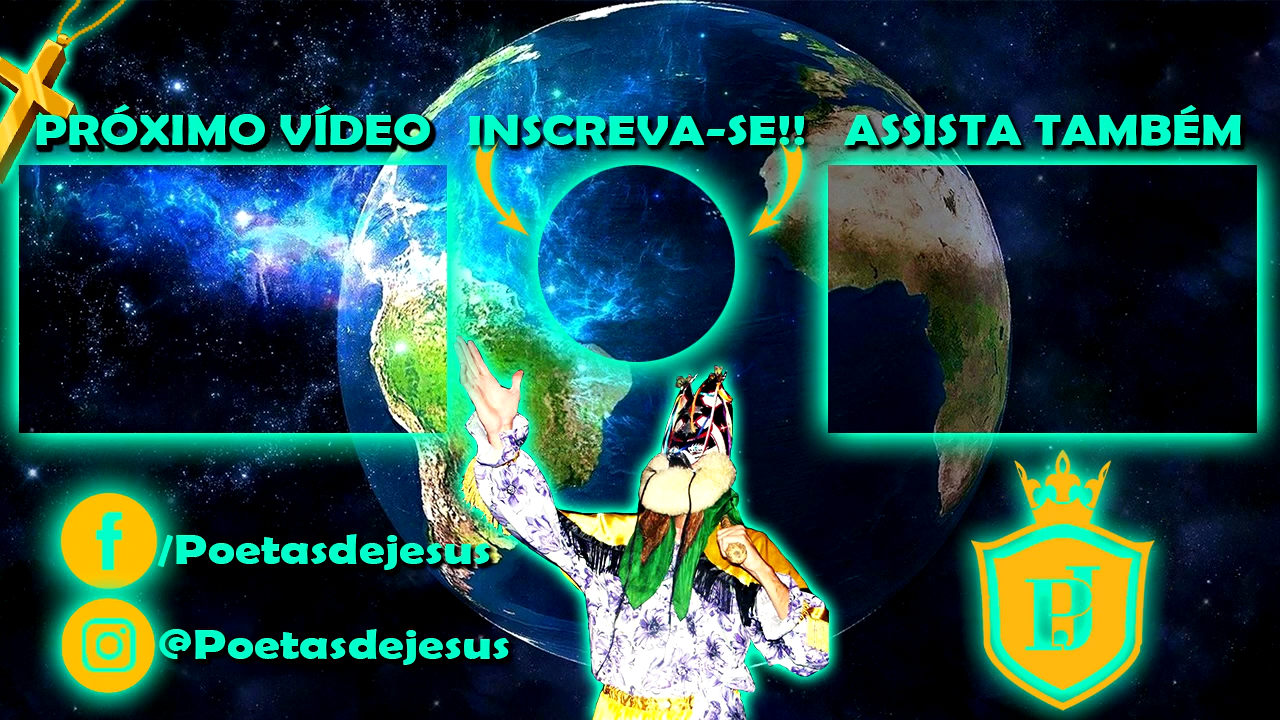 PRÓXIMO VÍDEO
INSCREVA-SE!!
ASSISTA TAMBÉM
/Poetasdejesus
@Poetasdejesus
PJ